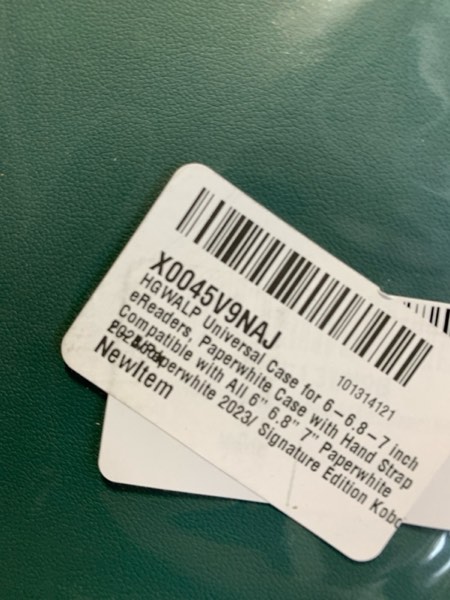 X0045V9NAJ
101314121
HGWALP Universal Case for 6-6.8-7 inch
eReaders, Paperwhite Case with Hand Strap
Compatible with All 6" 6.8" 7" Paperwhite
Paperwhite 2023/ Signature Edition Kobo
NewItem